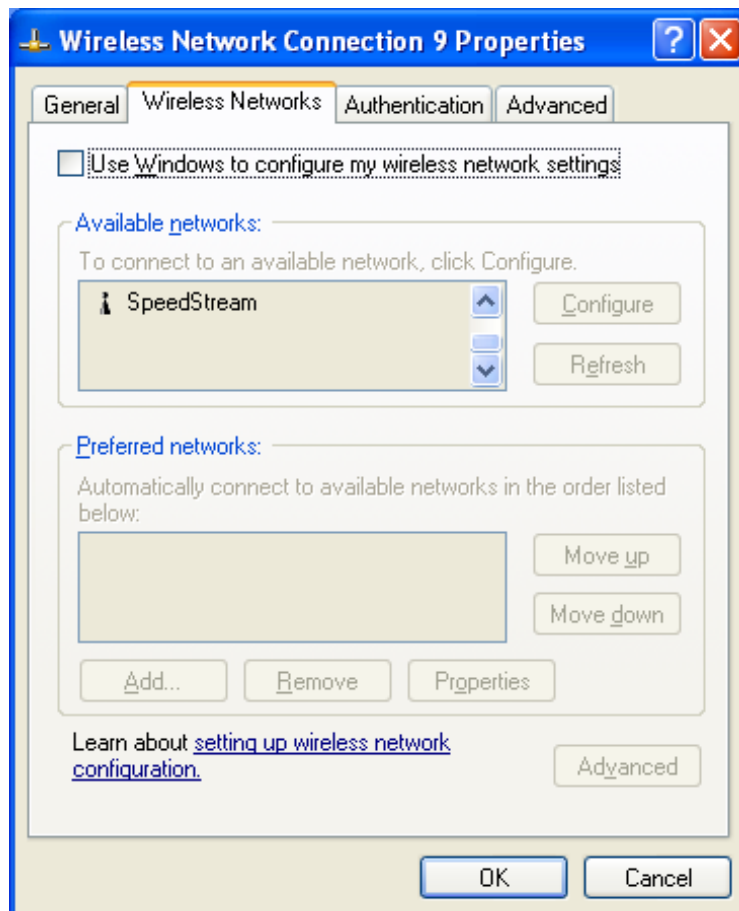 Wireless Network Connection 9 Properties
General
Wireless Networks
Authentication
Advanced
Use Windows to configure my wireless network settings
Available networks:
To connect to an available network, click Configure.
SpeedStream
Configure
Refresh
Preferred networks:
Automatically connect to available networks in the order listed
below:
Move up
Move down
Add...
Remove
Properties
Learn about setting up wireless network
configuration.
Advanced
OK
Cancel